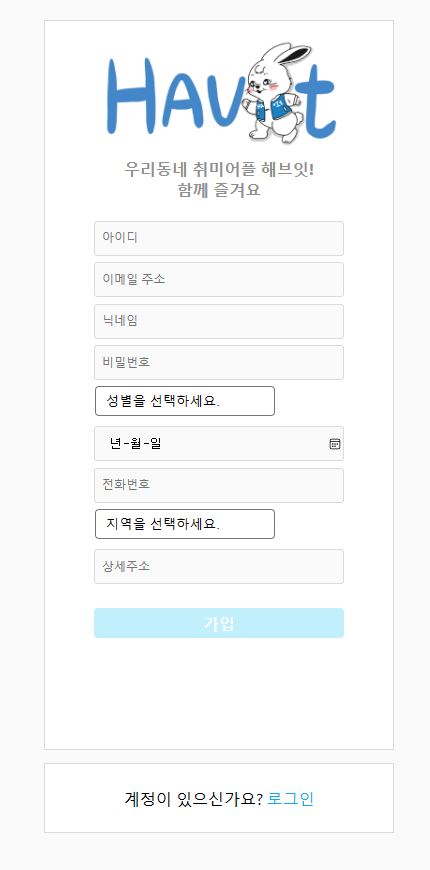 Havit
우리동네 취미어플 해브잇!
함께 즐겨요
아이디
이메일 주소
닉네임
비밀번호
성별을 선택하세요.
년-월-일
전화번호
지역을 선택하세요.
상세주소
가입
계정이 있으신가요? 로그인